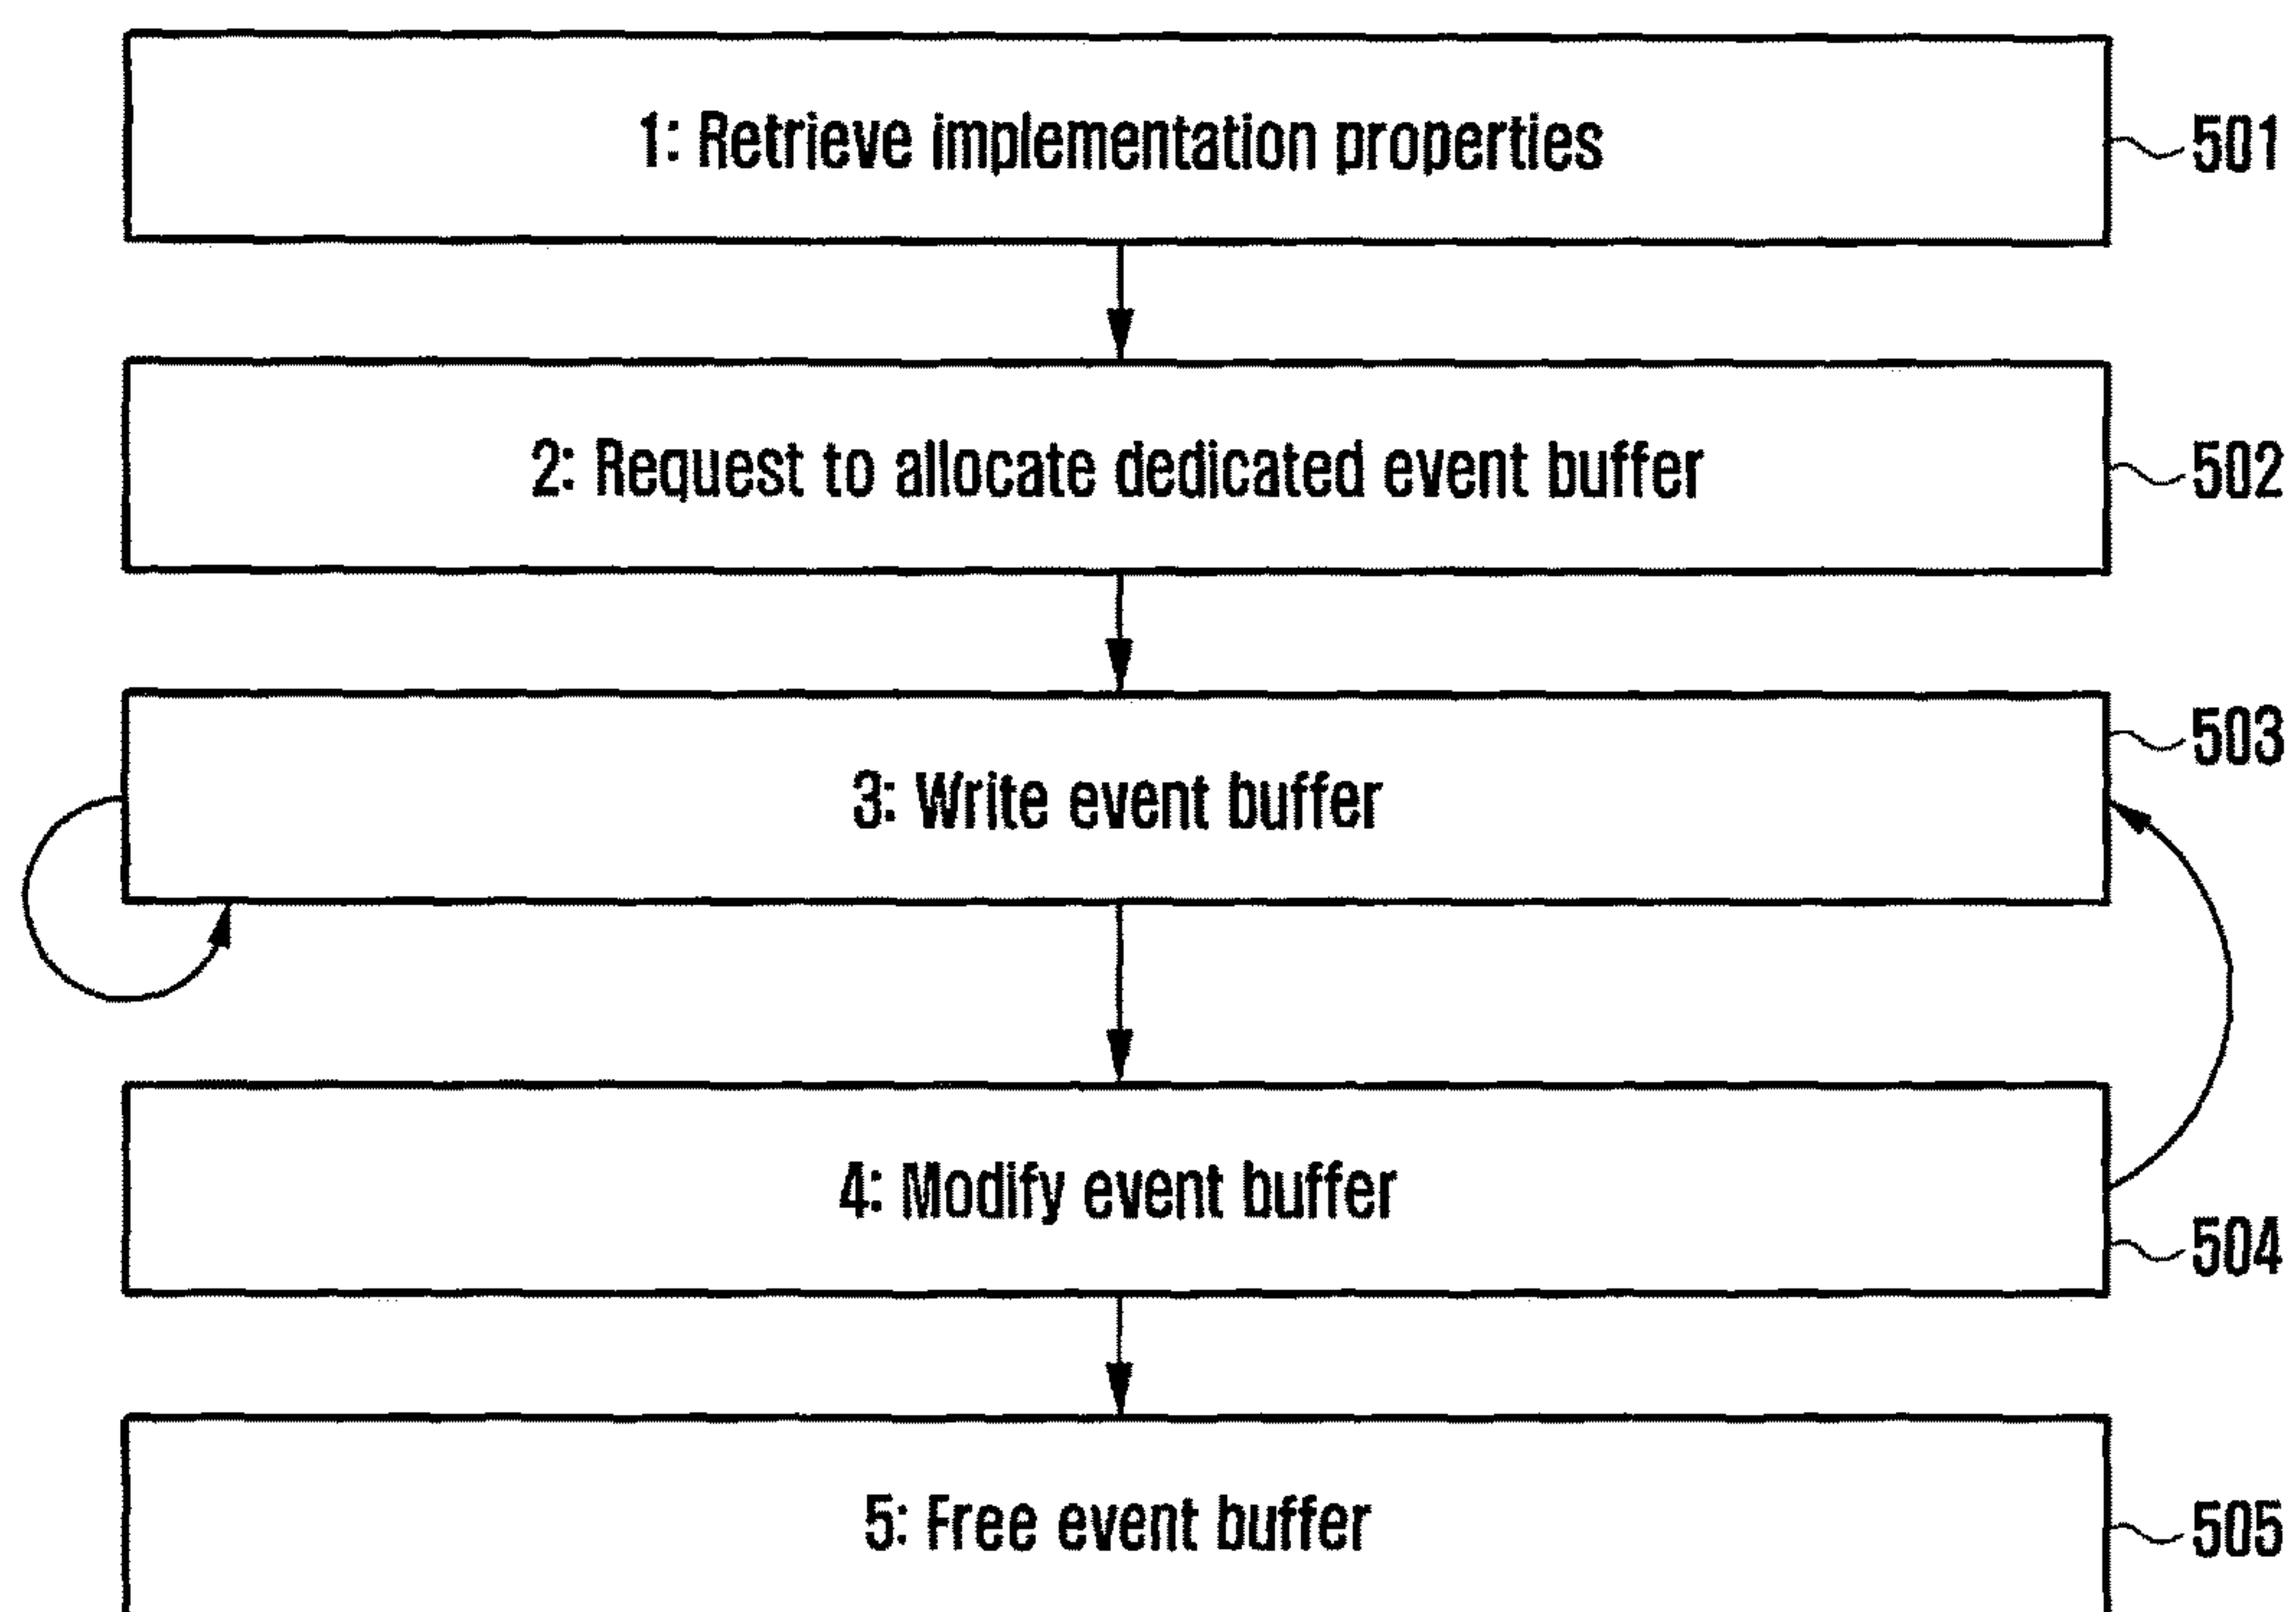 1: Retrieve implementation properties
501
2: Request to allocate dedicated event buffer
502
503
3: Write event buffer
4: Modify event buffer
504
5: Free event buffer
505